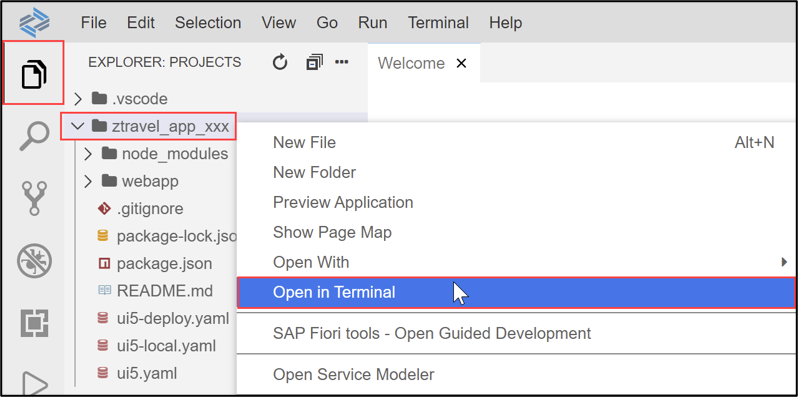 File Edit Selection View Go Run Terminal Help
EXPLORER: PROJECTS
Welcome
.vscode
ztravel_app_xxx
node_modules
webapp
.gitignore
package-lock.jso
package.json
README.md
ui5-deploy.yaml
ui5-local.yaml
ui5.yaml
New File Alt+N
New Folder
Preview Application
Show Page Map
Open With
Open in Terminal
SAP Fiori tools - Open Guided Development
Open Service Modeler